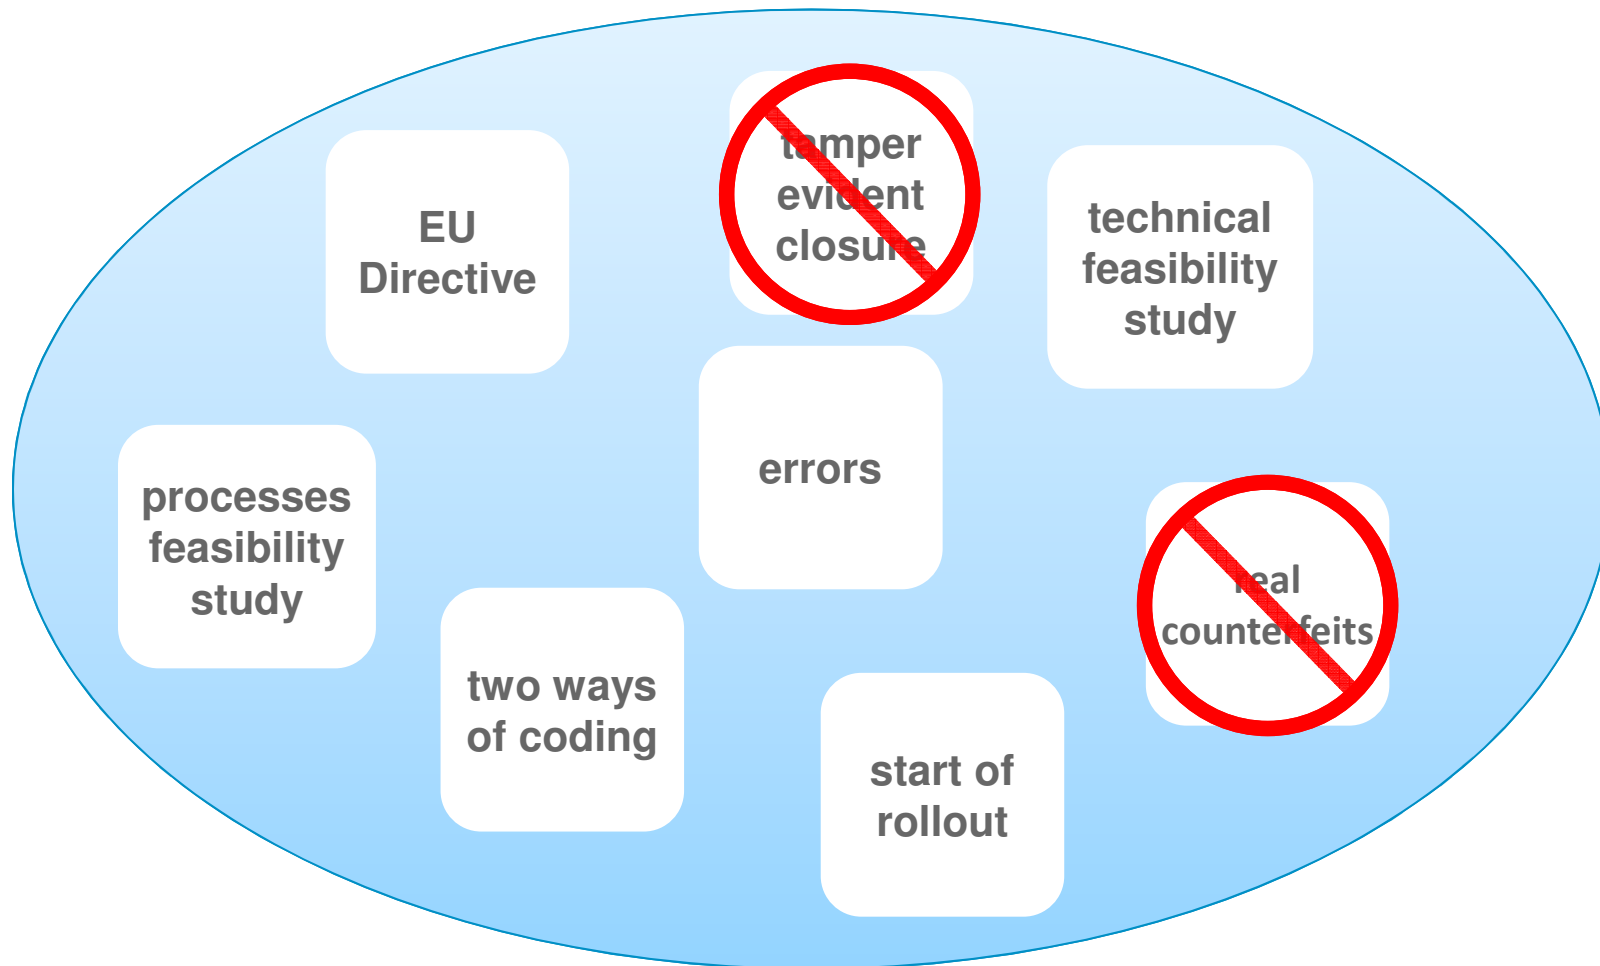 EU
Directive
tamper
evident
closure
technical
feasibility
study
errors
processes
feasibility
study
real
counterfeits
two ways
of coding
start of
rollout